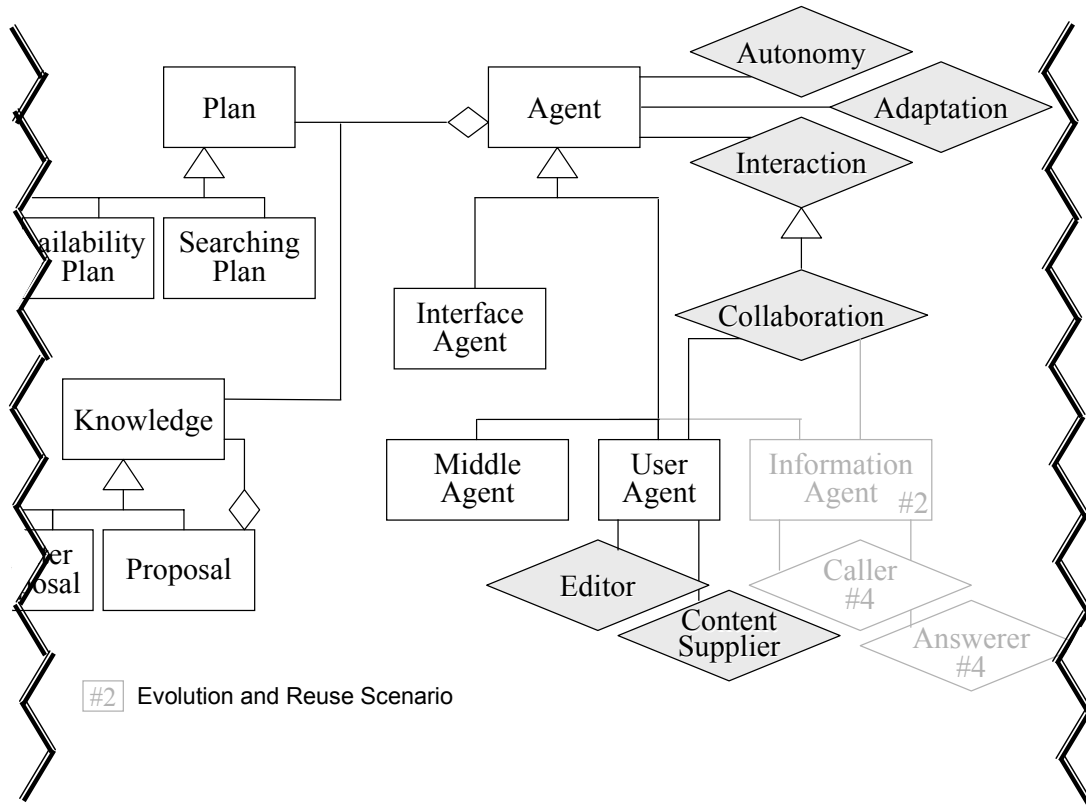 Autonomy
Plan
Agent
Adaptation
Interaction
Searching
Plan
Plan
Interface
Agent
Collaboration
Knowledge
Middle
Agent
User
Agent
Information
Agent
#2
Proposal
Editor
Caller
#4
Content
Supplier
Answerer
#4
#2 Evolution and Reuse Scenario